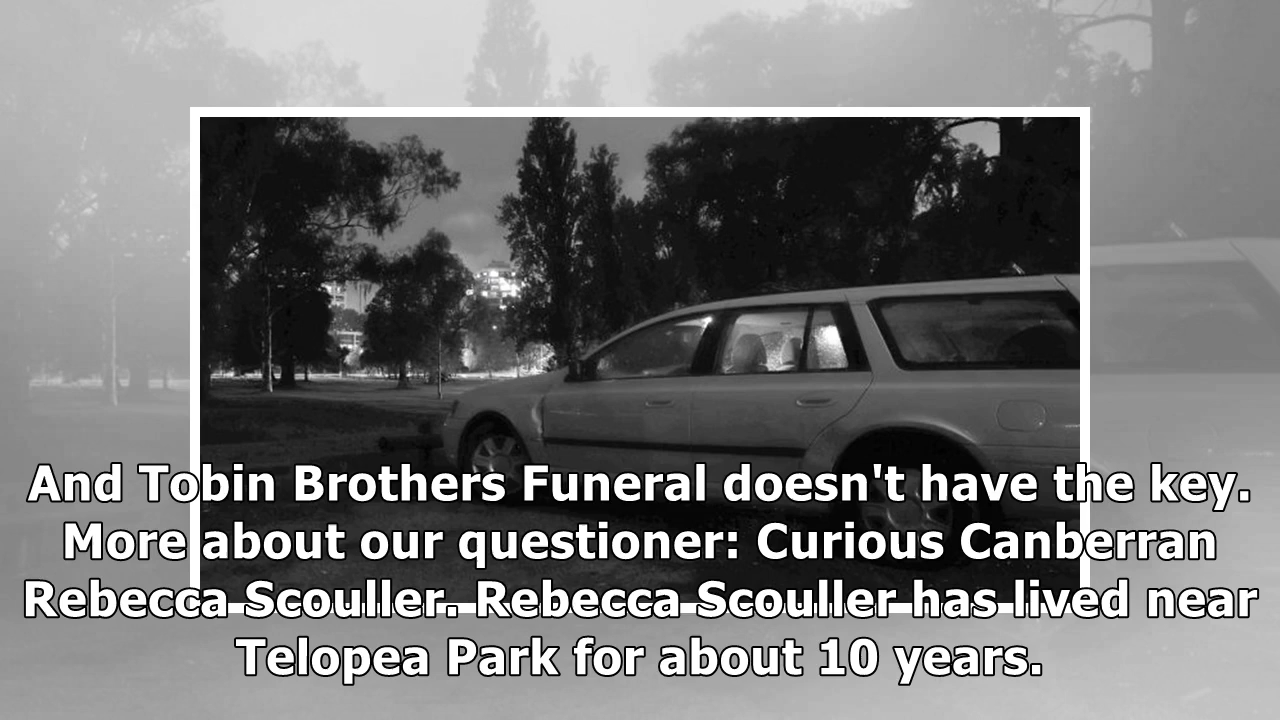 And Tobin Brothers Funeral doesn't have the key.
More about our questioner: Curious Canberran
Rebecca Scouller. Rebecca Scouller has lived near
Telopea Park for about 10 years.